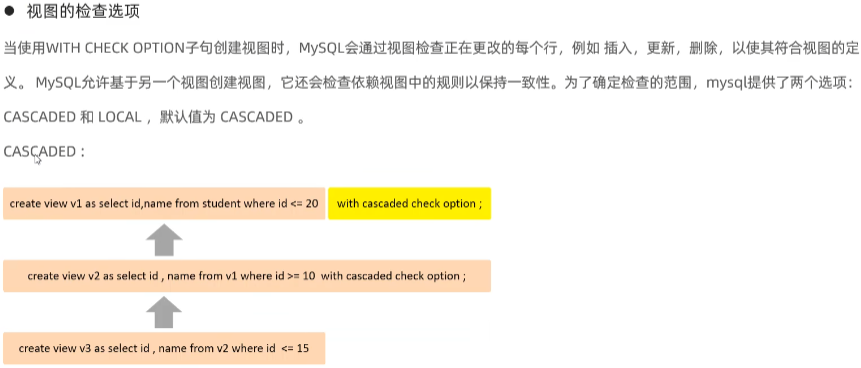 ● 视图的检查选项
当使用WITH CHECK OPTION子句创建视图时，MySQL会通过视图检查正在更改的每个行，例如 插入，更新，删除，以使其符合视图的定
义。 MySQL允许基于另一个视图创建视图，它还会检查依赖视图中的规则以保持一致性。为了确定检查的范围，mysql提供了两个选项：
CASCADED 和 LOCAL ，默认值为 CASCADED 。
CASCADED：
create view v1 as select id,name from student where id <= 20 with cascaded check option ;
create view v2 as select id , name from v1 where id >= 10 with cascaded check option ;
create view v3 as select id , name from v2 where id <= 15